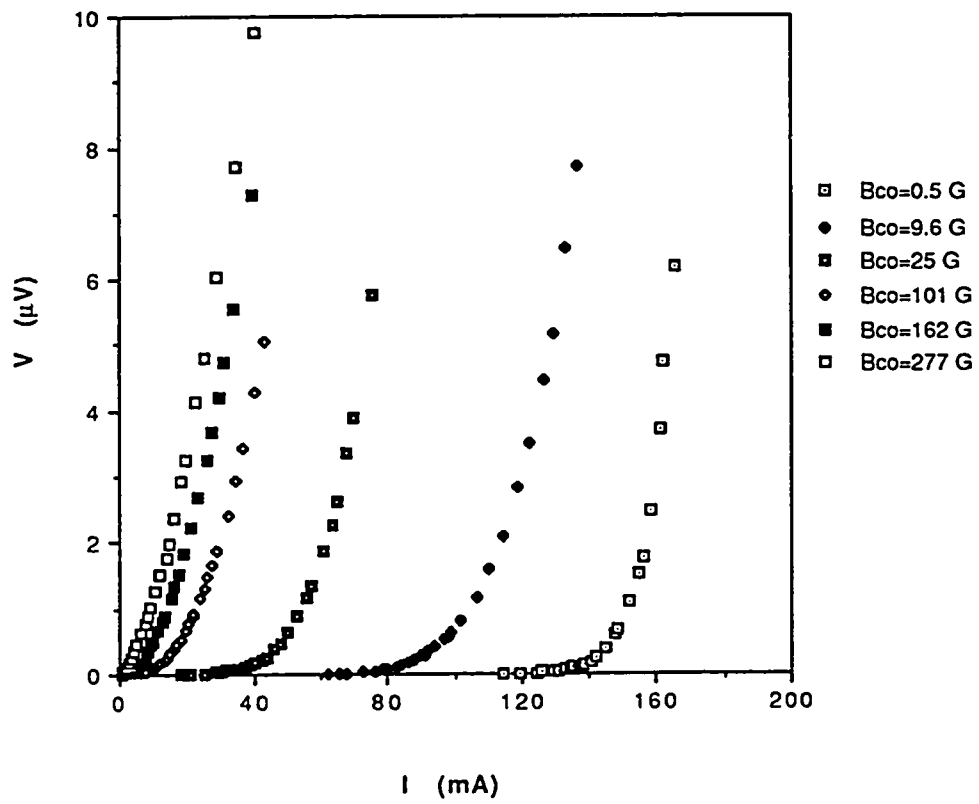 10
8
6
4
2
0
V (μV)
0 40 80 120 160 200
I (mA)
Bco=0.5 G
Bco=9.6 G
Bco=25 G
Bco=101 G
Bco=162 G
Bco=277 G